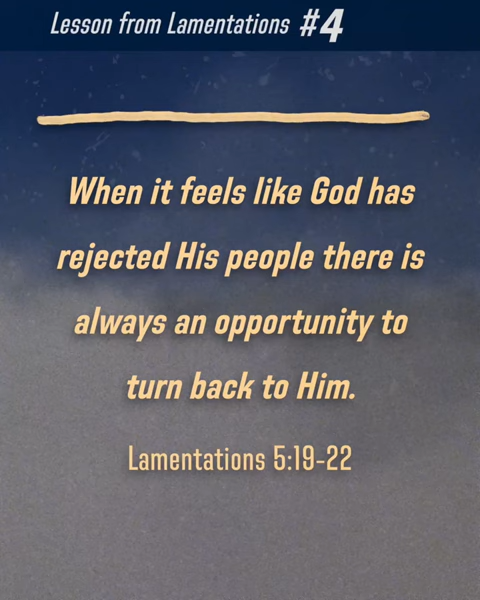 Lesson from Lamentations #4
When it feels like God has
rejected His people there is
always an opportunity to
turn back to Him.
Lamentations 5:19-22